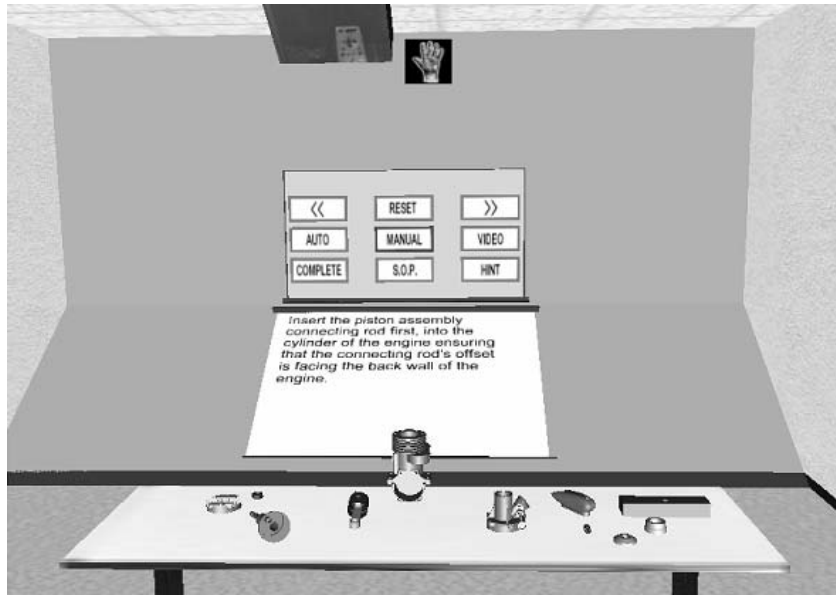 << RESET >>
AUTO MANUAL VIDEO
COMPLETE S.O.P. HINT
Insert the piston assembly
connecting rod first, into the
cylinder of the engine ensuring
that the connecting rod's offset
is facing the back wall of the
engine.